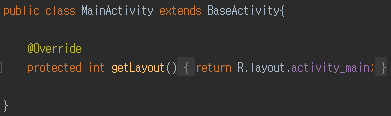 public class MainActivity extends BaseActivity{
@Override
protected int getLayout() { return R.layout.activity_main; }
}